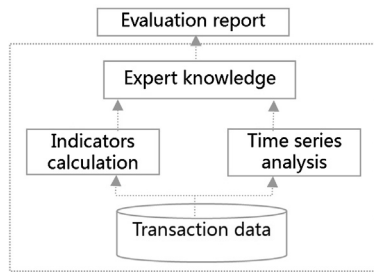 Evaluation report
Expert knowledge
Indicators
calculation
Time series
analysis
Transaction data